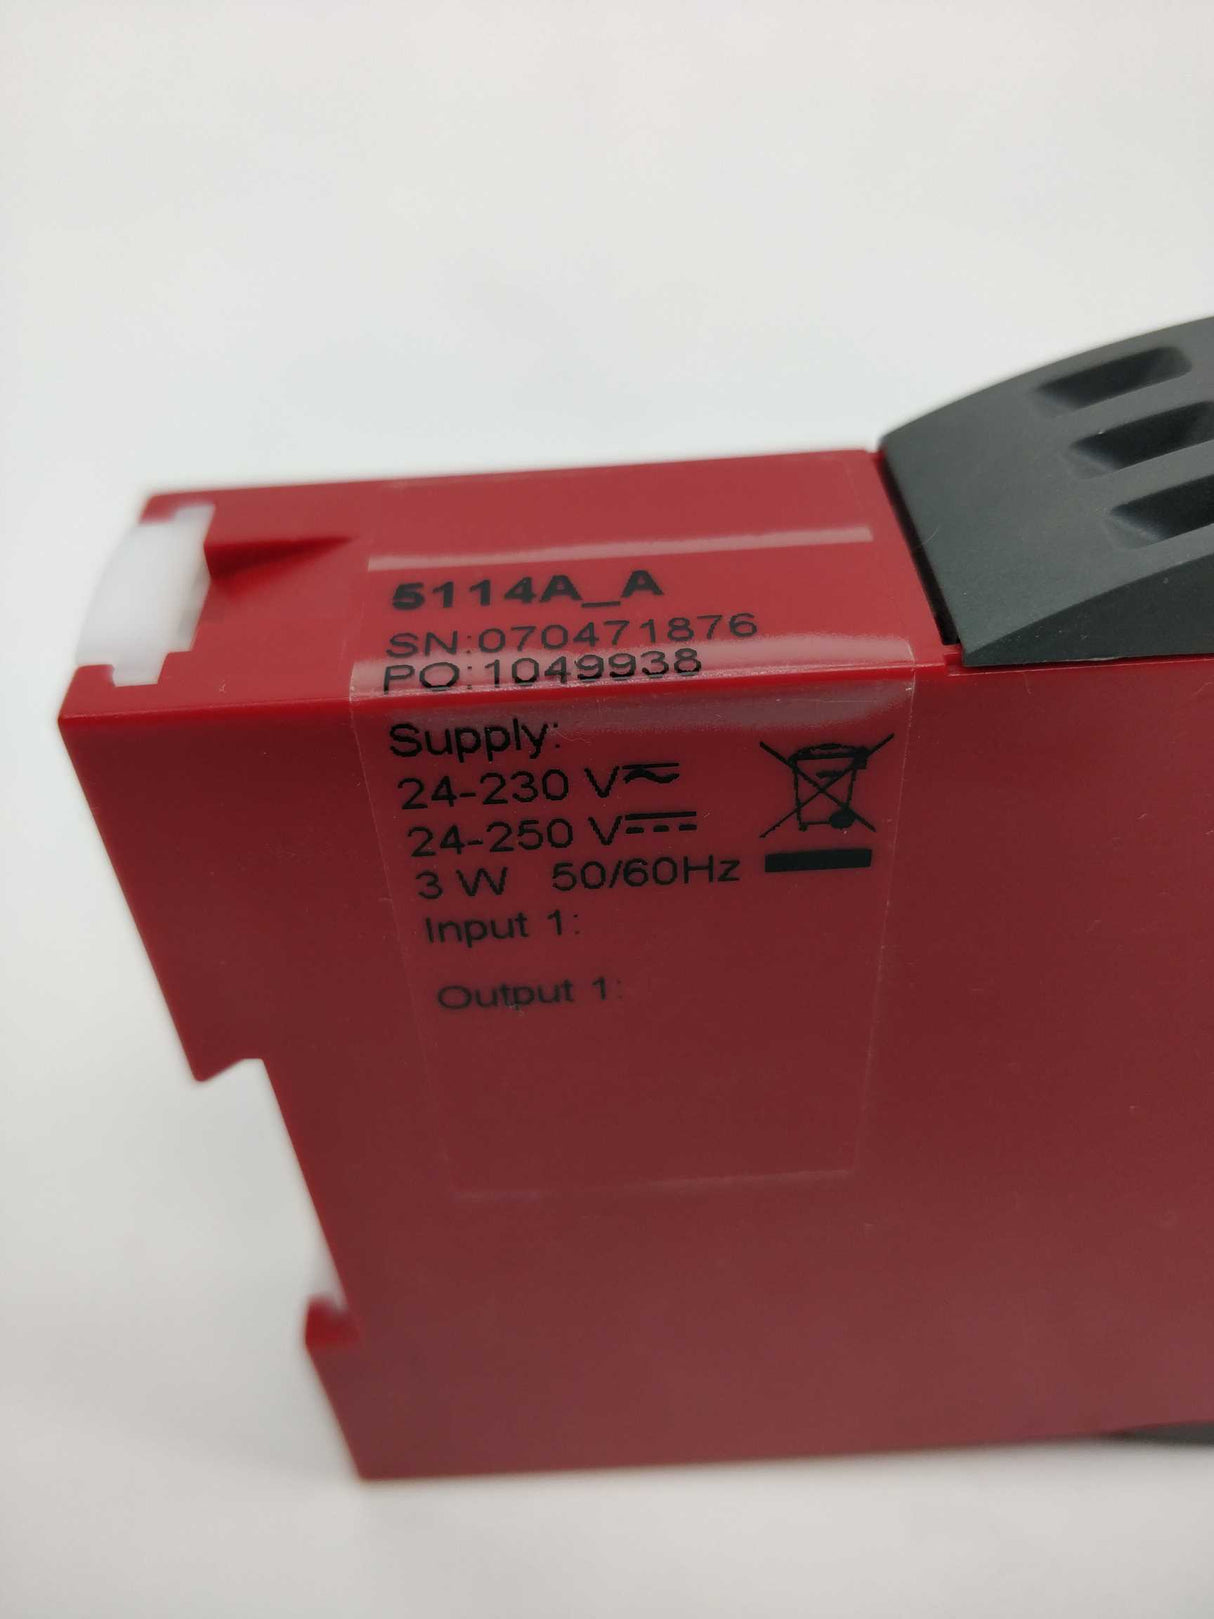 5114A_A
SN:070471876
PO:1049938
Supply:
24-230 V≂
24-250 V⎓
3 W 50/60Hz
Input 1:
Output 1: